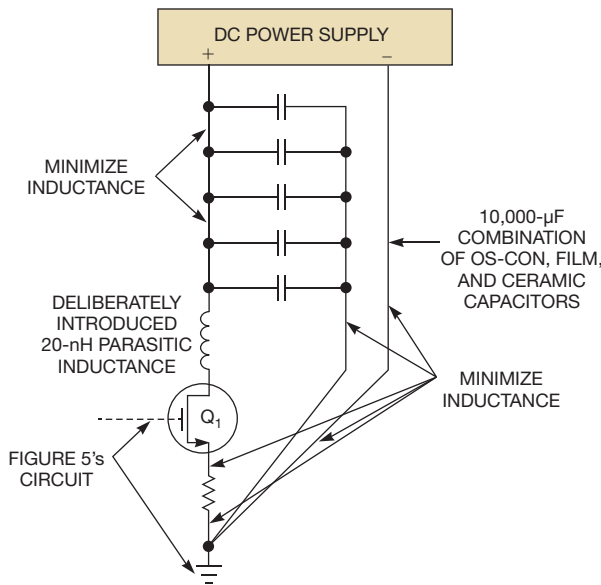 DC POWER SUPPLY
+ –
MINIMIZE
INDUCTANCE
10,000-µF
COMBINATION
OF OS-CON, FILM,
AND CERAMIC
CAPACITORS
DELIBERATELY
INTRODUCED
20-nH PARASITIC
INDUCTANCE
MINIMIZE
INDUCTANCE
Q1
FIGURE 5's
CIRCUIT